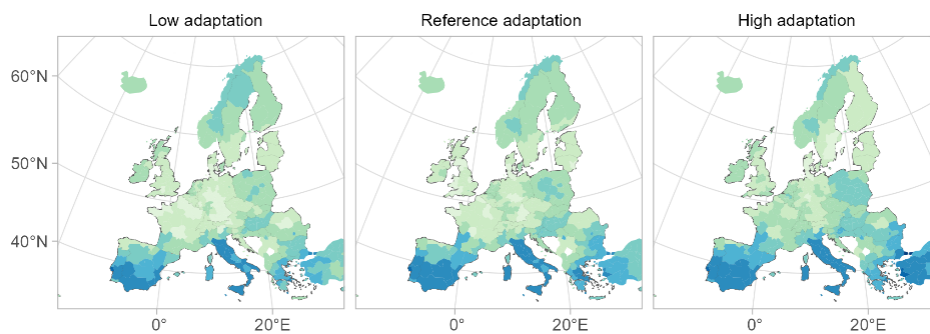 Low adaptation
Reference adaptation
High adaptation
60°N
50°N
40°N
0°
20°E
0°
20°E
0°
20°E